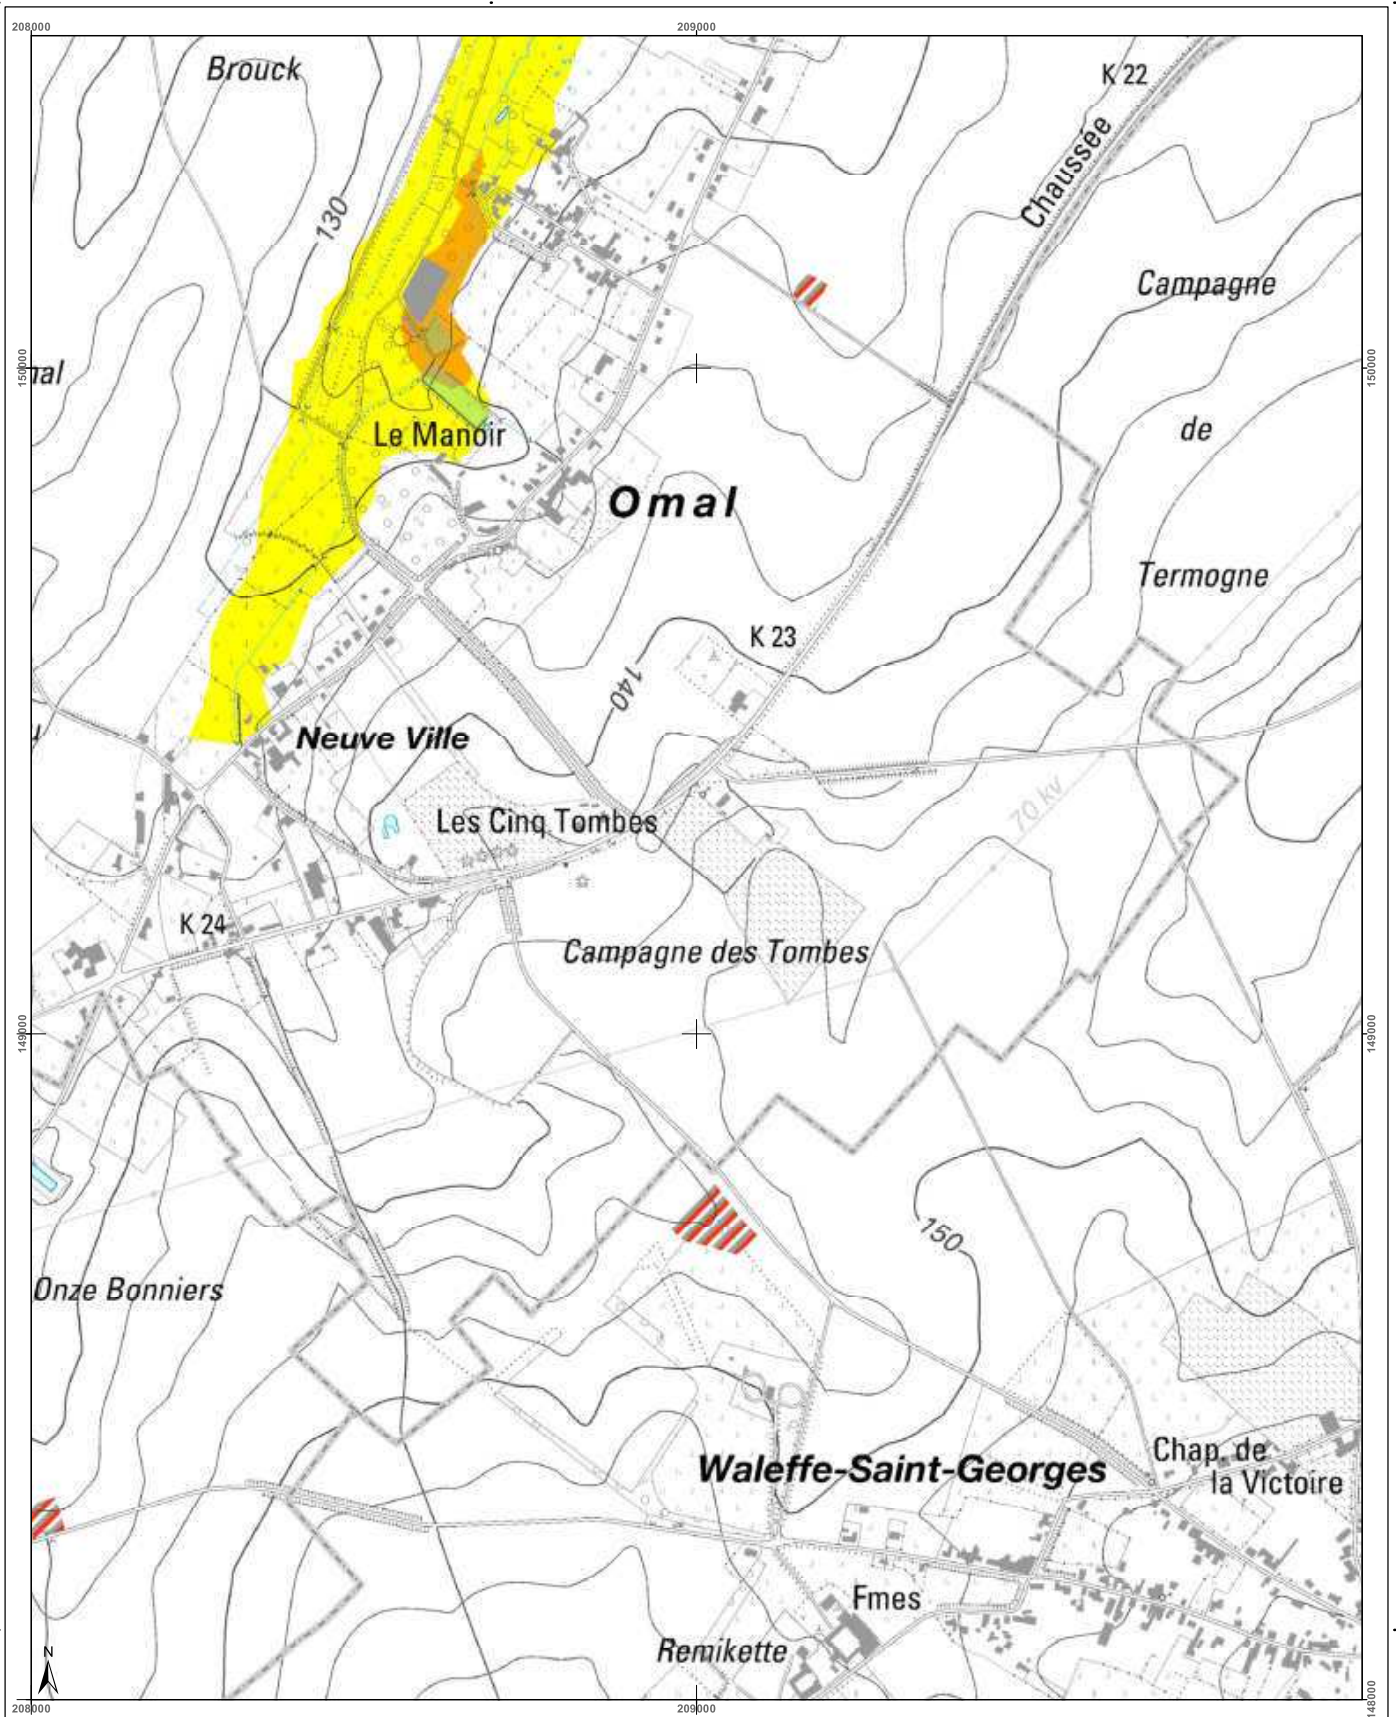 208000
209000
Brouck
K 22
Chaussée
130
Campagne
150000
nal
150000
de
Le Manoir
Omal
Termogne
K 23
140
Neuve Ville
Les Cinq Tombes
70 kv
K 24
Campagne des Tombes
149000
149000
150
Onze Bonniers
Waleffe-Saint-Georges
Chap. de
la Victoire
Fmes
Remikette
N
208000
209000
148000